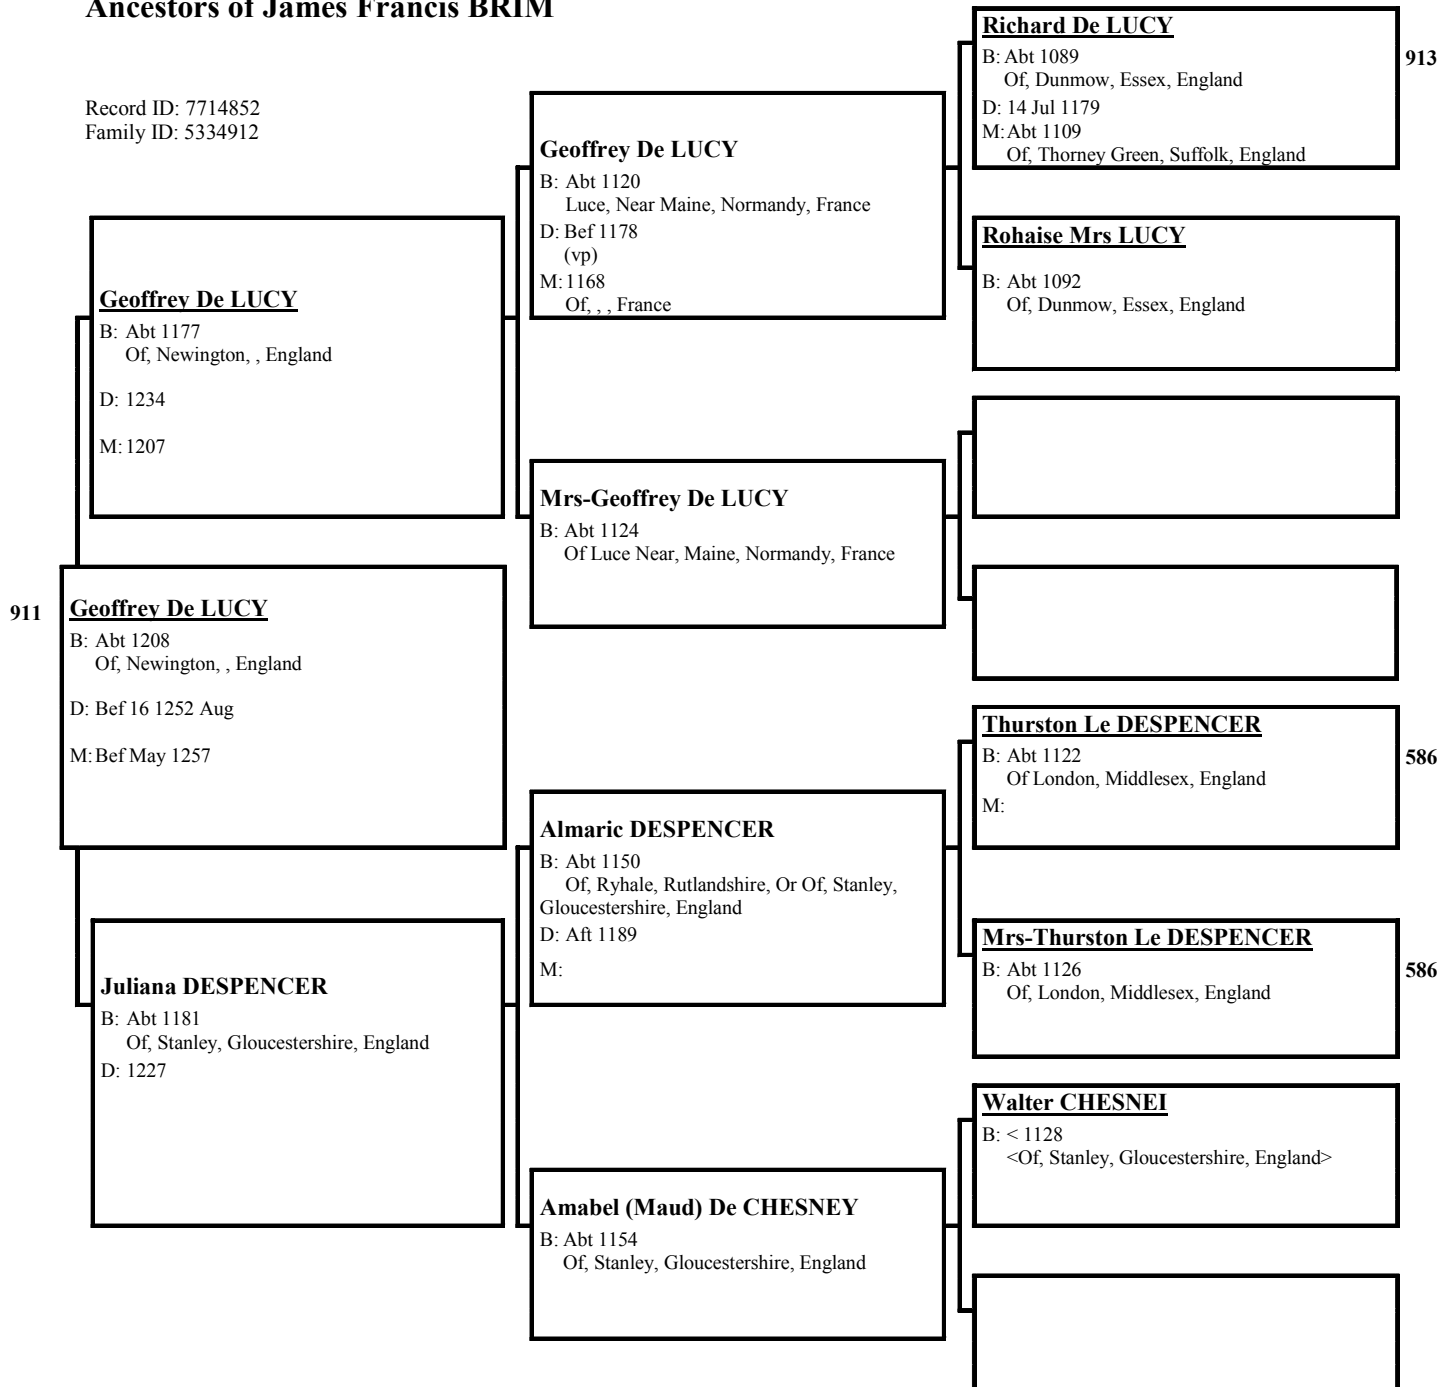 Ancestors of James Francis BRIM
Record ID: 7714852
Family ID: 5334912
Richard De LUCY
B: Abt 1089
Of, Dunmow, Essex, England
D: 14 Jul 1179
M: Abt 1109
Of, Thorney Green, Suffolk, England
913
Geoffrey De LUCY
B: Abt 1120
Luce, Near Maine, Normandy, France
D: Bef 1178
(vp)
M: 1168
Of, , , France
Rohaise Mrs LUCY
B: Abt 1092
Of, Dunmow, Essex, England
Geoffrey De LUCY
B: Abt 1177
Of, Newington, , England
D: 1234
M: 1207
Mrs-Geoffrey De LUCY
B: Abt 1124
Of Luce Near, Maine, Normandy, France
911
Geoffrey De LUCY
B: Abt 1208
Of, Newington, , England
D: Bef 16 1252 Aug
M: Bef May 1257
Thurston Le DESPENCER
B: Abt 1122
Of London, Middlesex, England
M:
586
Almaric DESPENCER
B: Abt 1150
Of, Ryhale, Rutlandshire, Or Of, Stanley,
Gloucestershire, England
D: Aft 1189
M:
Mrs-Thurston Le DESPENCER
B: Abt 1126
Of, London, Middlesex, England
586
Juliana DESPENCER
B: Abt 1181
Of, Stanley, Gloucestershire, England
D: 1227
Walter CHESNEI
B: < 1128
<Of, Stanley, Gloucestershire, England>
Amabel (Maud) De CHESNEY
B: Abt 1154
Of, Stanley, Gloucestershire, England